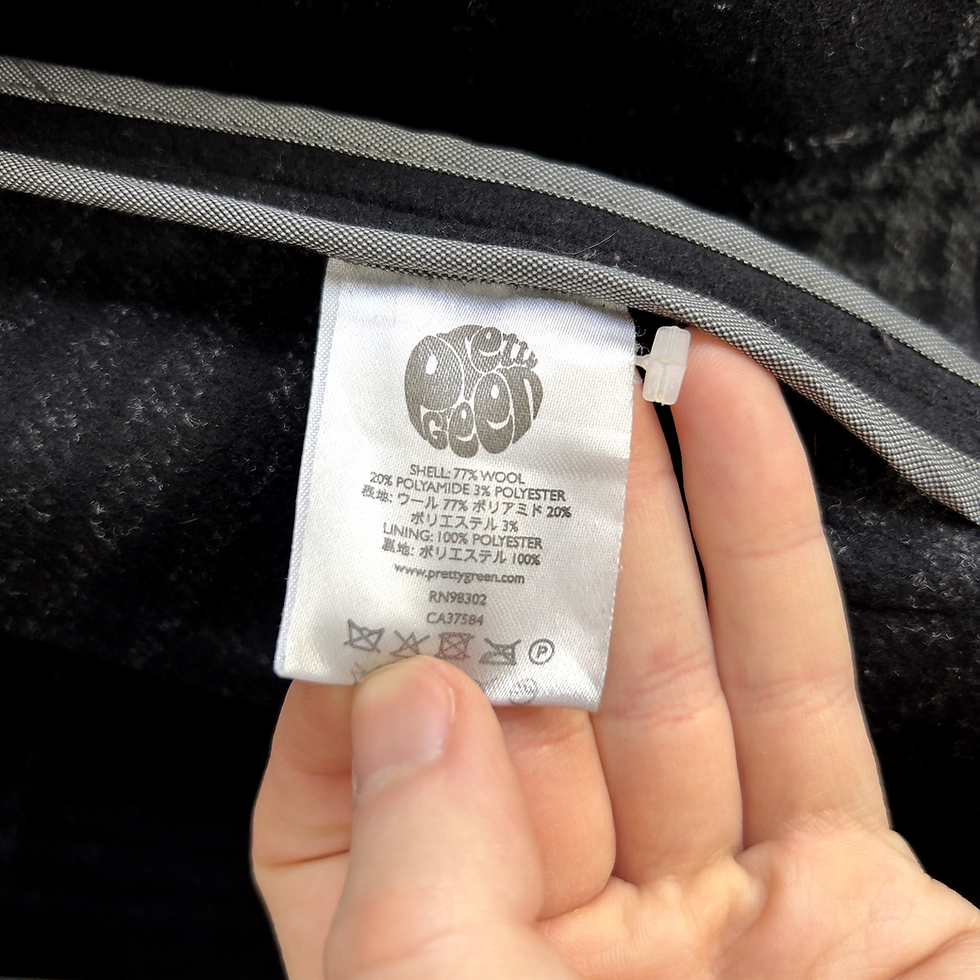 Pretty
Green
SHELL: 77% WOOL
20% POLYAMIDE 3% POLYESTER
表地: ウール 77% ポリアミド 20%
ポリエステル 3%
LINING: 100% POLYESTER
裏地: ポリエステル 100%
www.prettygreen.com
RN98302
CA37584
P